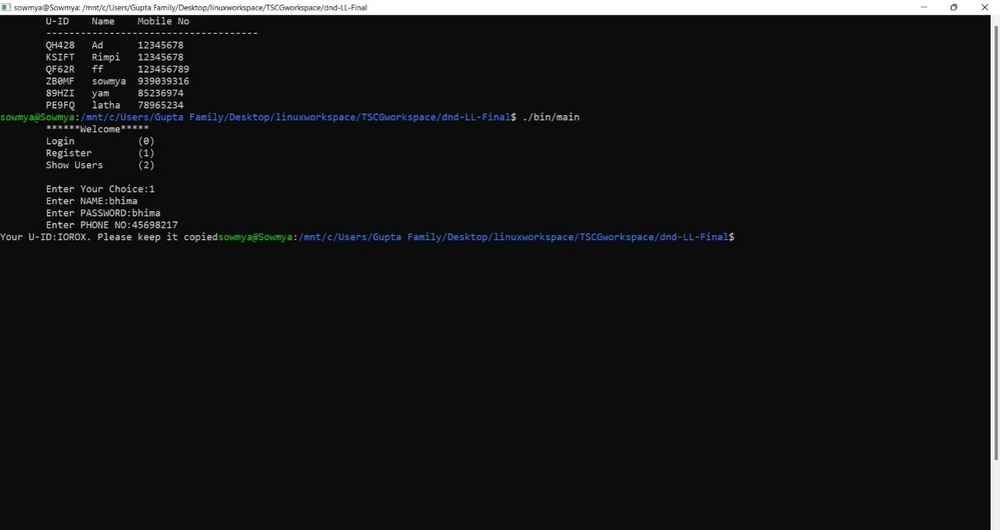 sowmya@Sowmya: /mnt/c/Users/Gupta Family/Desktop/linuxworkspace/TSCGworkspace/dnd-LL-Final
U-ID Name Mobile No
-------------------------------------
QH428 Ad 12345678
KSIFT Rimpi 12345678
QF62R ff 123456789
ZB0MF sowmya 939039316
89HZI yam 85236974
PE9FQ latha 78965234
sowmya@Sowmya:/mnt/c/Users/Gupta Family/Desktop/linuxworkspace/TSCGworkspace/dnd-LL-Final$ ./bin/main
******Welcome*****
Login (0)
Register (1)
Show Users (2)
Enter Your Choice:1
Enter NAME:bhima
Enter PASSWORD:bhima
Enter PHONE NO:45698217
Your U-ID:IOROX. Please keep it copiedsowmya@Sowmya:/mnt/c/Users/Gupta Family/Desktop/linuxworkspace/TSCGworkspace/dnd-LL-Final$